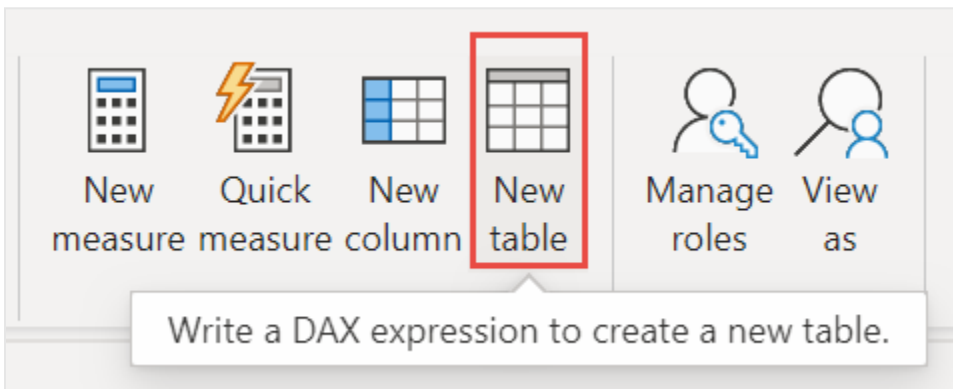 New Quick New New Manage View
measure measure column table roles as
Write a DAX expression to create a new table.